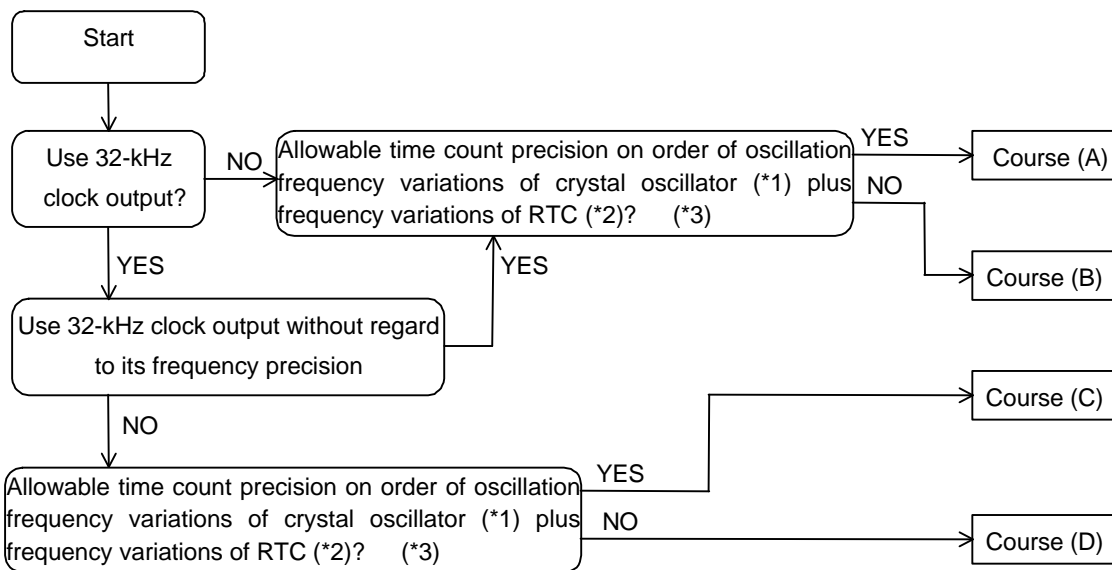 Start
Use 32-kHz
clock output?
NO
YES
Allowable time count precision on order of oscillation
frequency variations of crystal oscillator (*1) plus
frequency variations of RTC (*2)? (*3)
YES
Course (A)
NO
Course (B)
YES
Use 32-kHz clock output without regard
to its frequency precision
NO
Allowable time count precision on order of oscillation
frequency variations of crystal oscillator (*1) plus
frequency variations of RTC (*2)? (*3)
YES
Course (C)
NO
Course (D)